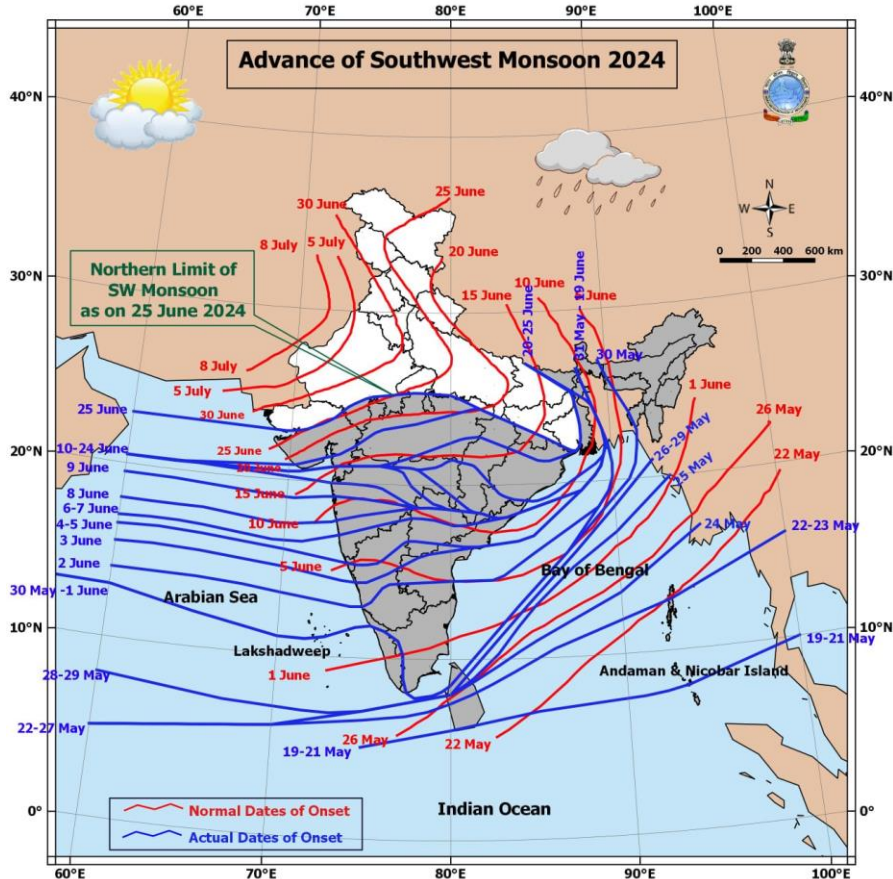 60°E 70°E 80°E 90°E 100°E
Advance of Southwest Monsoon 2024
40°N 40°N
N
W E
S
0 200 400 600 km
30 June 25 June
8 July 5 July
20 June
Northern Limit of
SW Monsoon
as on 25 June 2024
30°N 30°N
15 June 10 June
20-25 June
31 May - 19 June
30 May
8 July
5 July
30 June
1 June
26 May
25 June
22 May
20°N 20°N
10-24 June
25 June
26-29 May
25 May
9 June
15 June
8 June
6-7 June
10 June
24 May
22-23 May
4-5 June
3 June
2 June
5 June
Bay of Bengal
30 May -1 June
Arabian Sea
10°N 10°N
19-21 May
Lakshadweep
1 June
Andaman & Nicobar Island
28-29 May
22-27 May
26 May
22 May
19-21 May
0° 0°
Indian Ocean
Normal Dates of Onset
Actual Dates of Onset
60°E 70°E 80°E 90°E 100°E